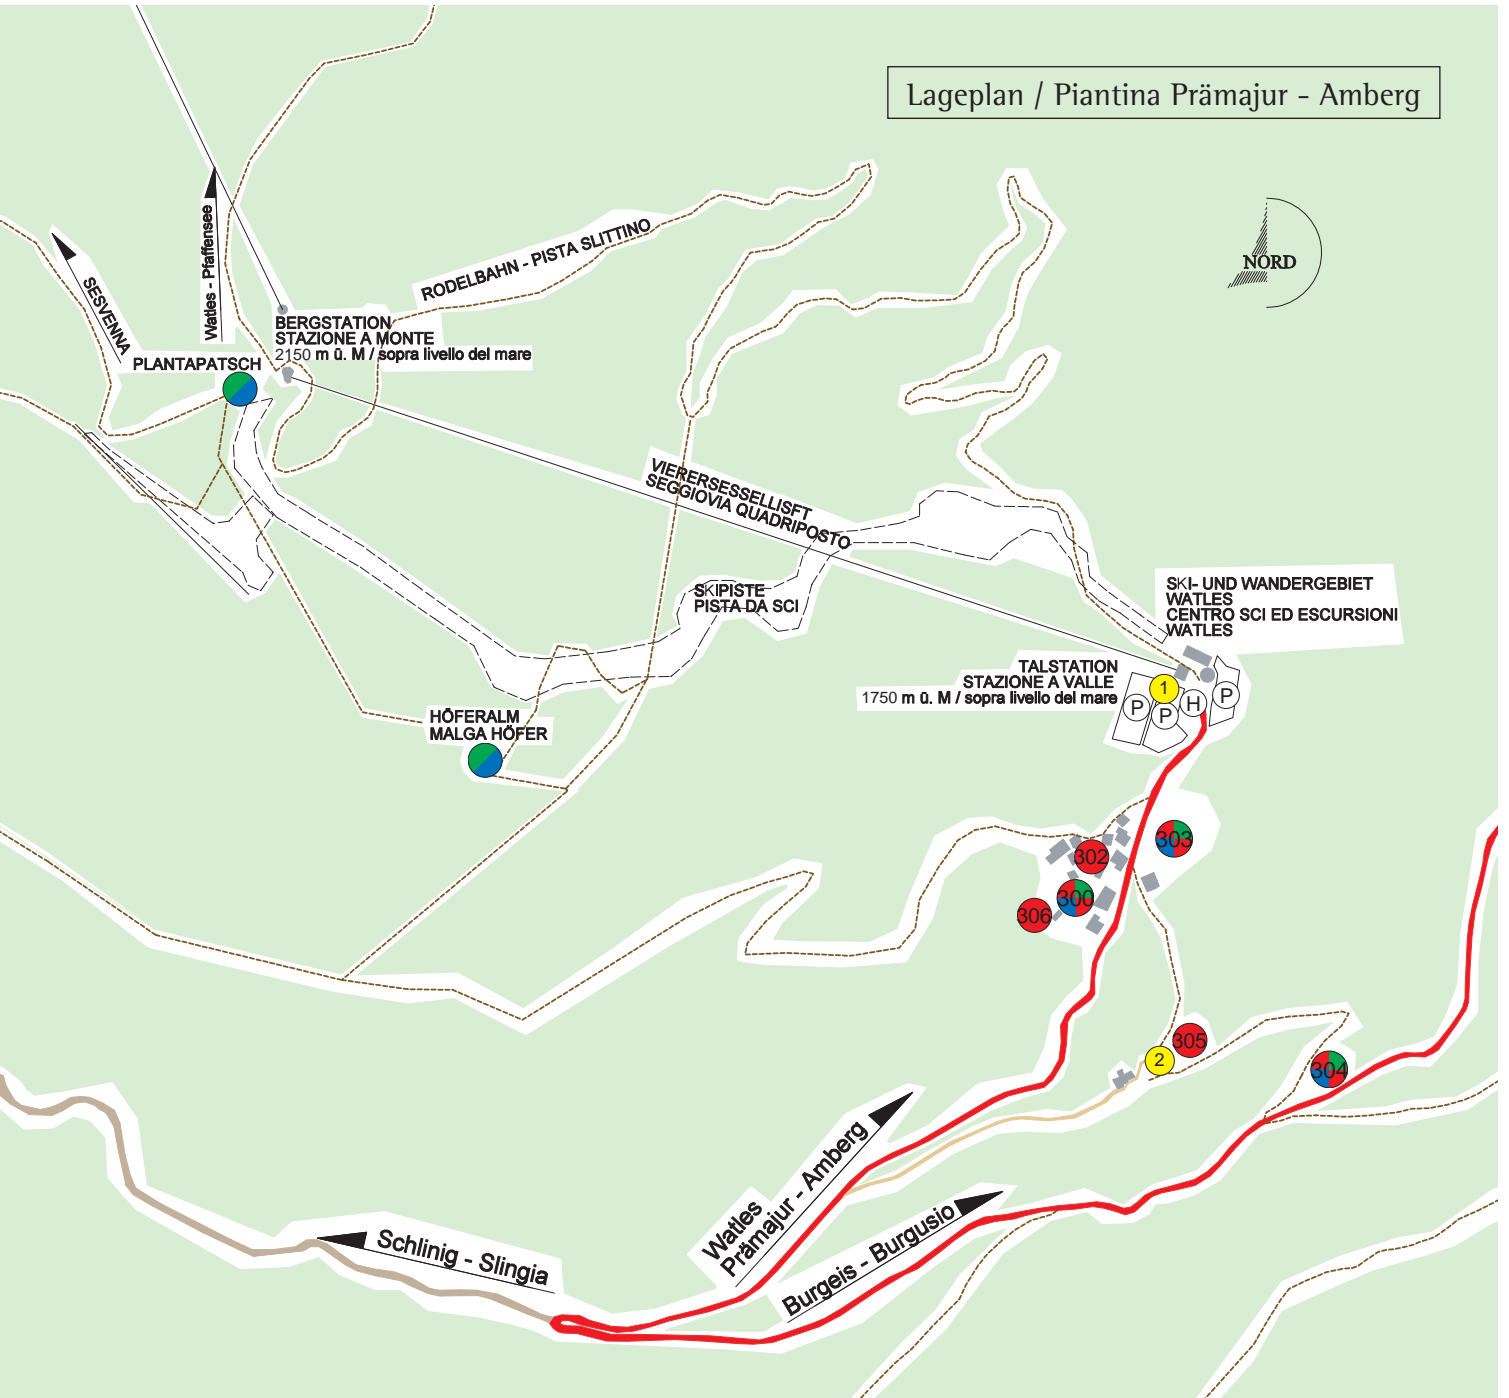 Lageplan / Piantina Prämajur - Amberg
NORD
Watles - Pfaffensee
SESVENNA
RODELBAHN - PISTA SLITTINO
BERGSTATION
STAZIONE A MONTE
2150 m ü. M / sopra livello del mare
PLANTAPATSCH
VIERERSESSELLISFT
SEGGIOVIA QUADRIPOSTO
SKIPISTE
PISTA DA SCI
SKI- UND WANDERGEBIET
WATLES
CENTRO SCI ED ESCURSIONI
WATLES
TALSTATION
STAZIONE A VALLE
1750 m ü. M / sopra livello del mare
1
P
P
H
P
HÖFERALM
MALGA HÖFER
303
302
300
306
305
2
304
Watles
Prämajur - Amberg
Burgeis - Burgusio
Schlinig - Slingia